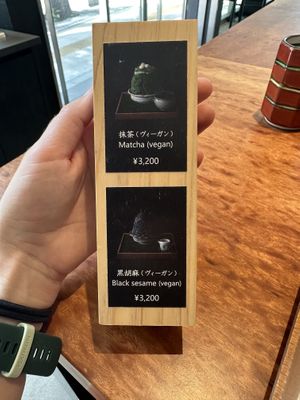 抹茶（ヴィーガン）
Matcha (vegan)
¥3,200
黒胡麻（ヴィーガン）
Black sesame (vegan)
¥3,200